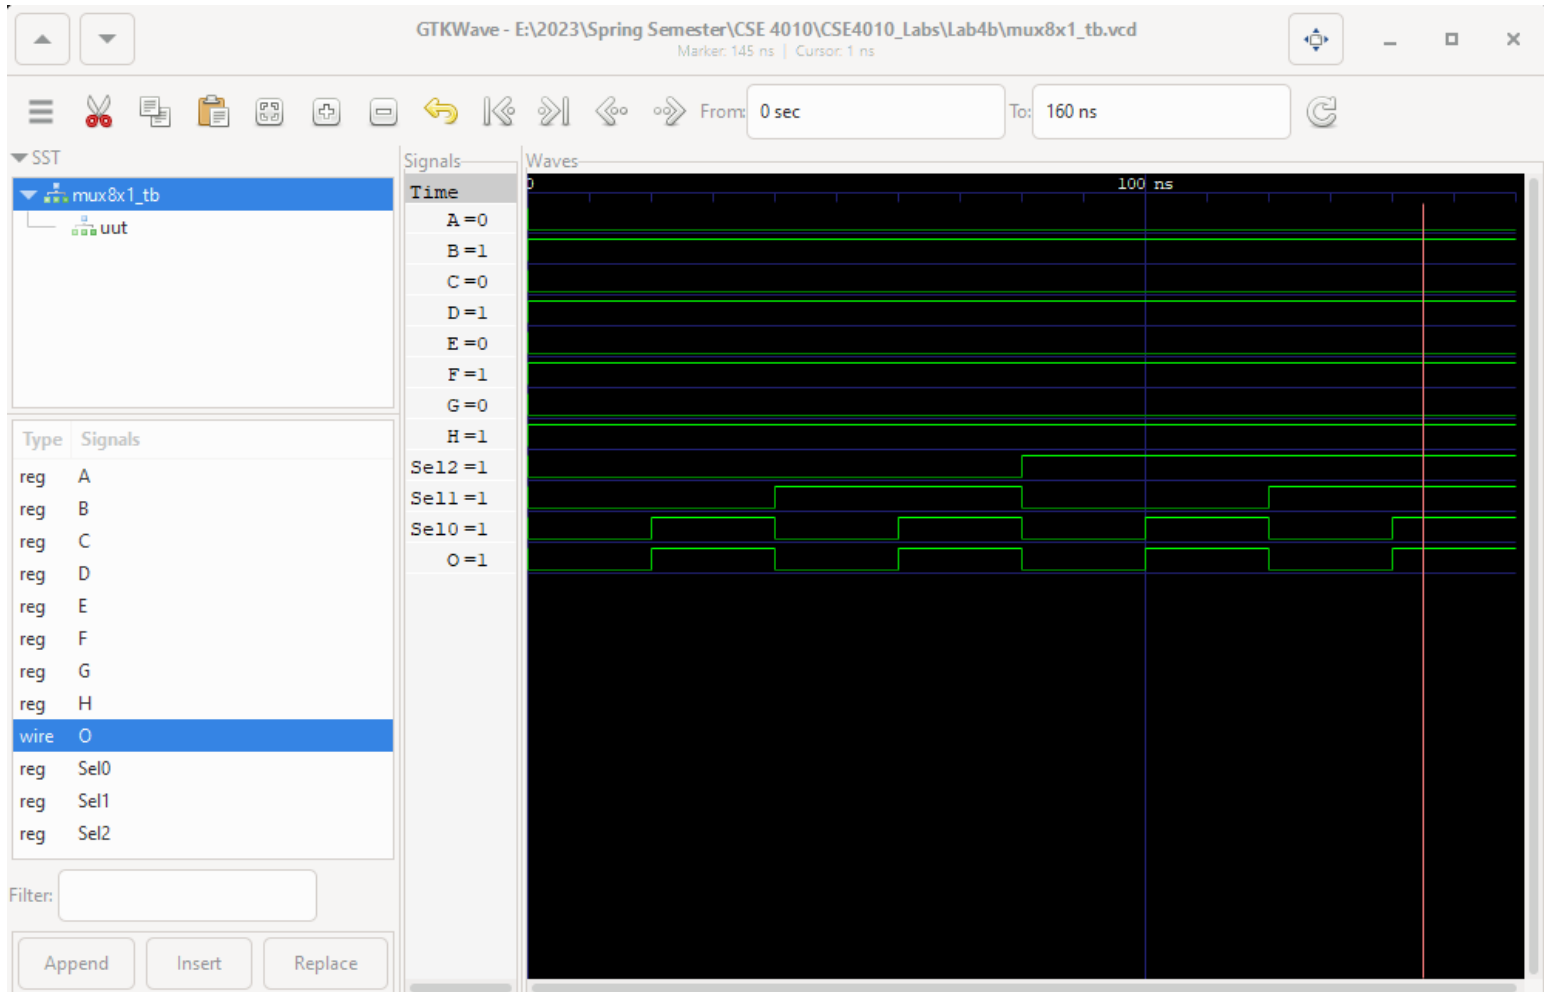 GTKWave - E:\2023\Spring Semester\CSE 4010\CSE4010_Labs\Lab4b\mux8x1_tb.vcd
Marker: 145 ns | Cursor: 1 ns
From: 0 sec To: 160 ns
SST
mux8x1_tb
uut
Type Signals
reg A
reg B
reg C
reg D
reg E
reg F
reg G
reg H
wire O
reg Sel0
reg Sel1
reg Sel2
Filter:
Append Insert Replace
Signals
Time
A=0
B=1
C=0
D=1
E=0
F=1
G=0
H=1
Sel2=1
Sel1=1
Sel0=1
O=1
Waves
0 100 ns